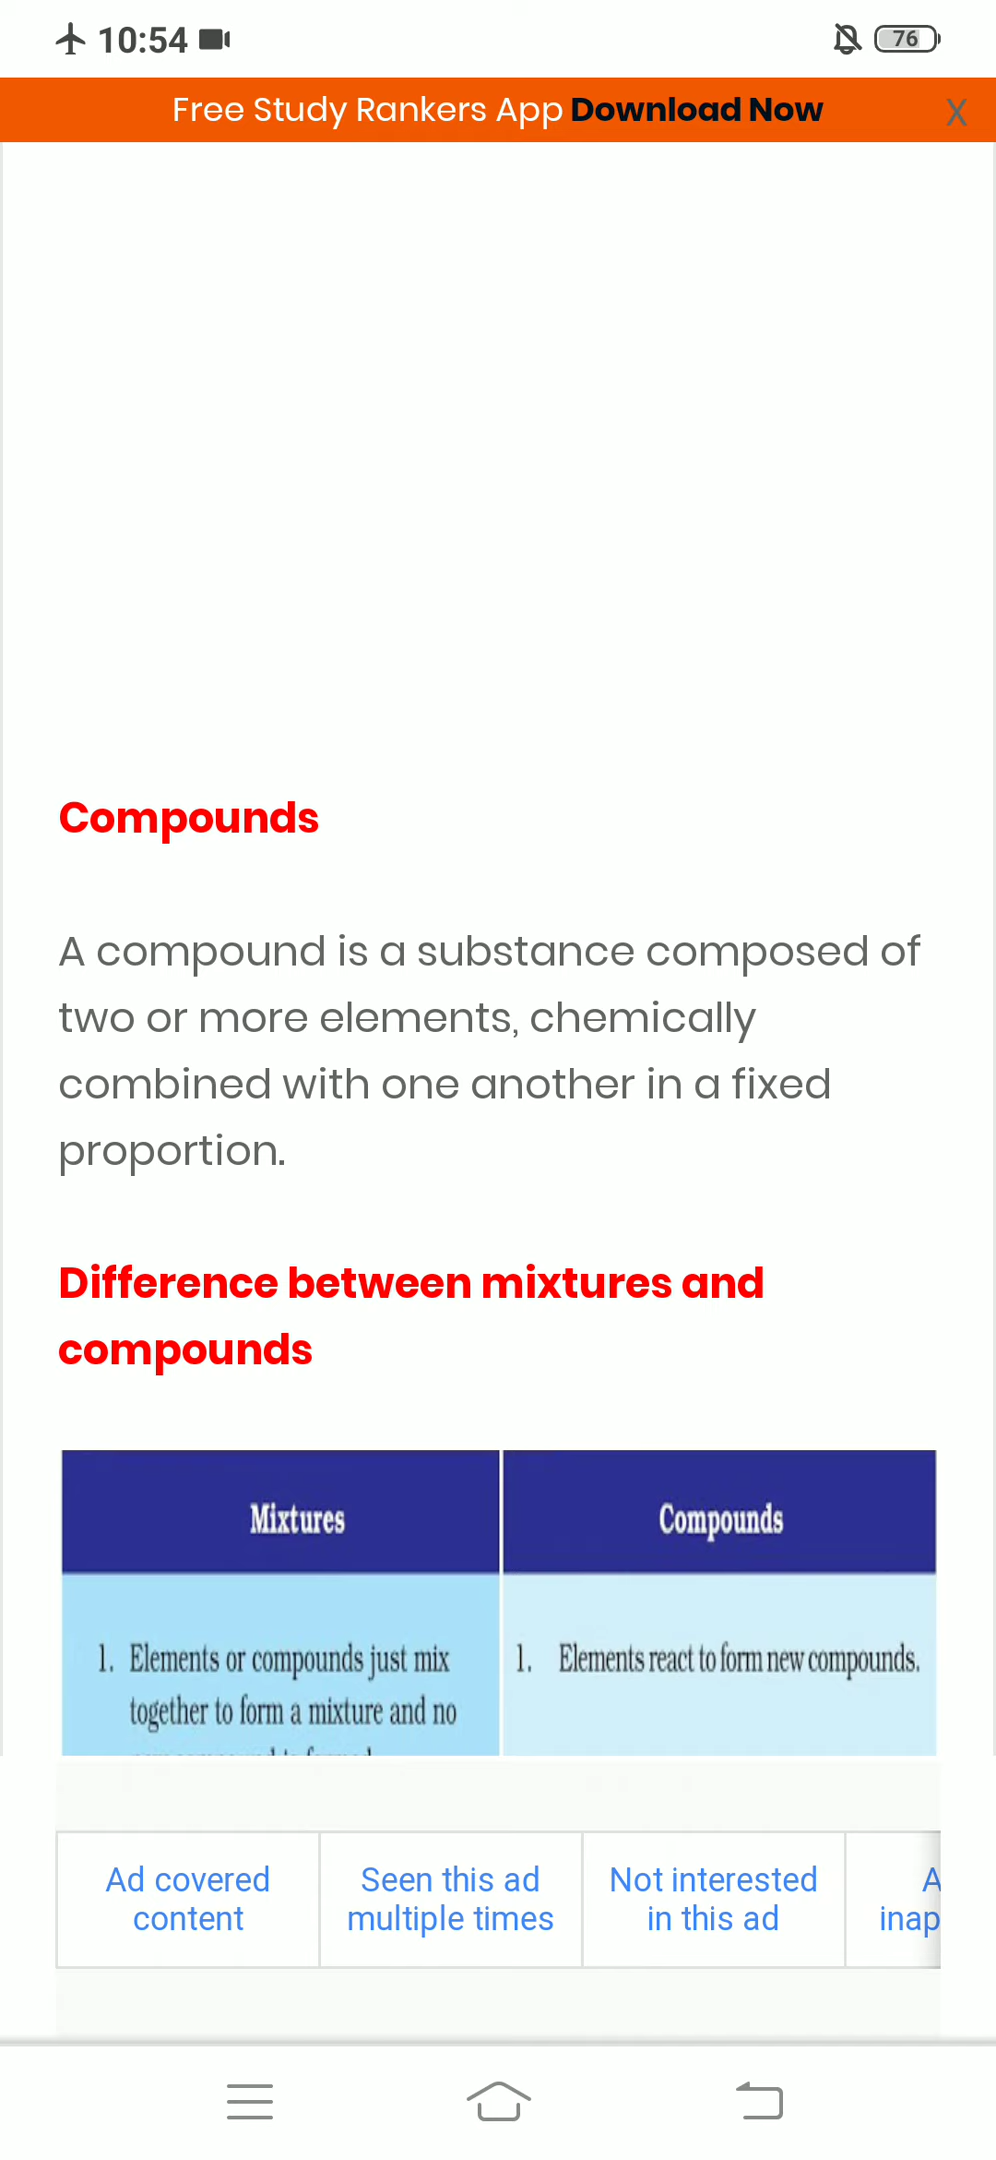 10:54
76
Free Study Rankers App Download Now X
Compounds
A compound is a substance composed of
two or more elements, chemically
combined with one another in a fixed
proportion.
Difference between mixtures and
compounds
Mixtures Compounds
1. Elements or compounds just mix
together to form a mixture and no
1. Elements react to form new compounds.
Ad covered
content
Seen this ad
multiple times
Not interested
in this ad
A
inap